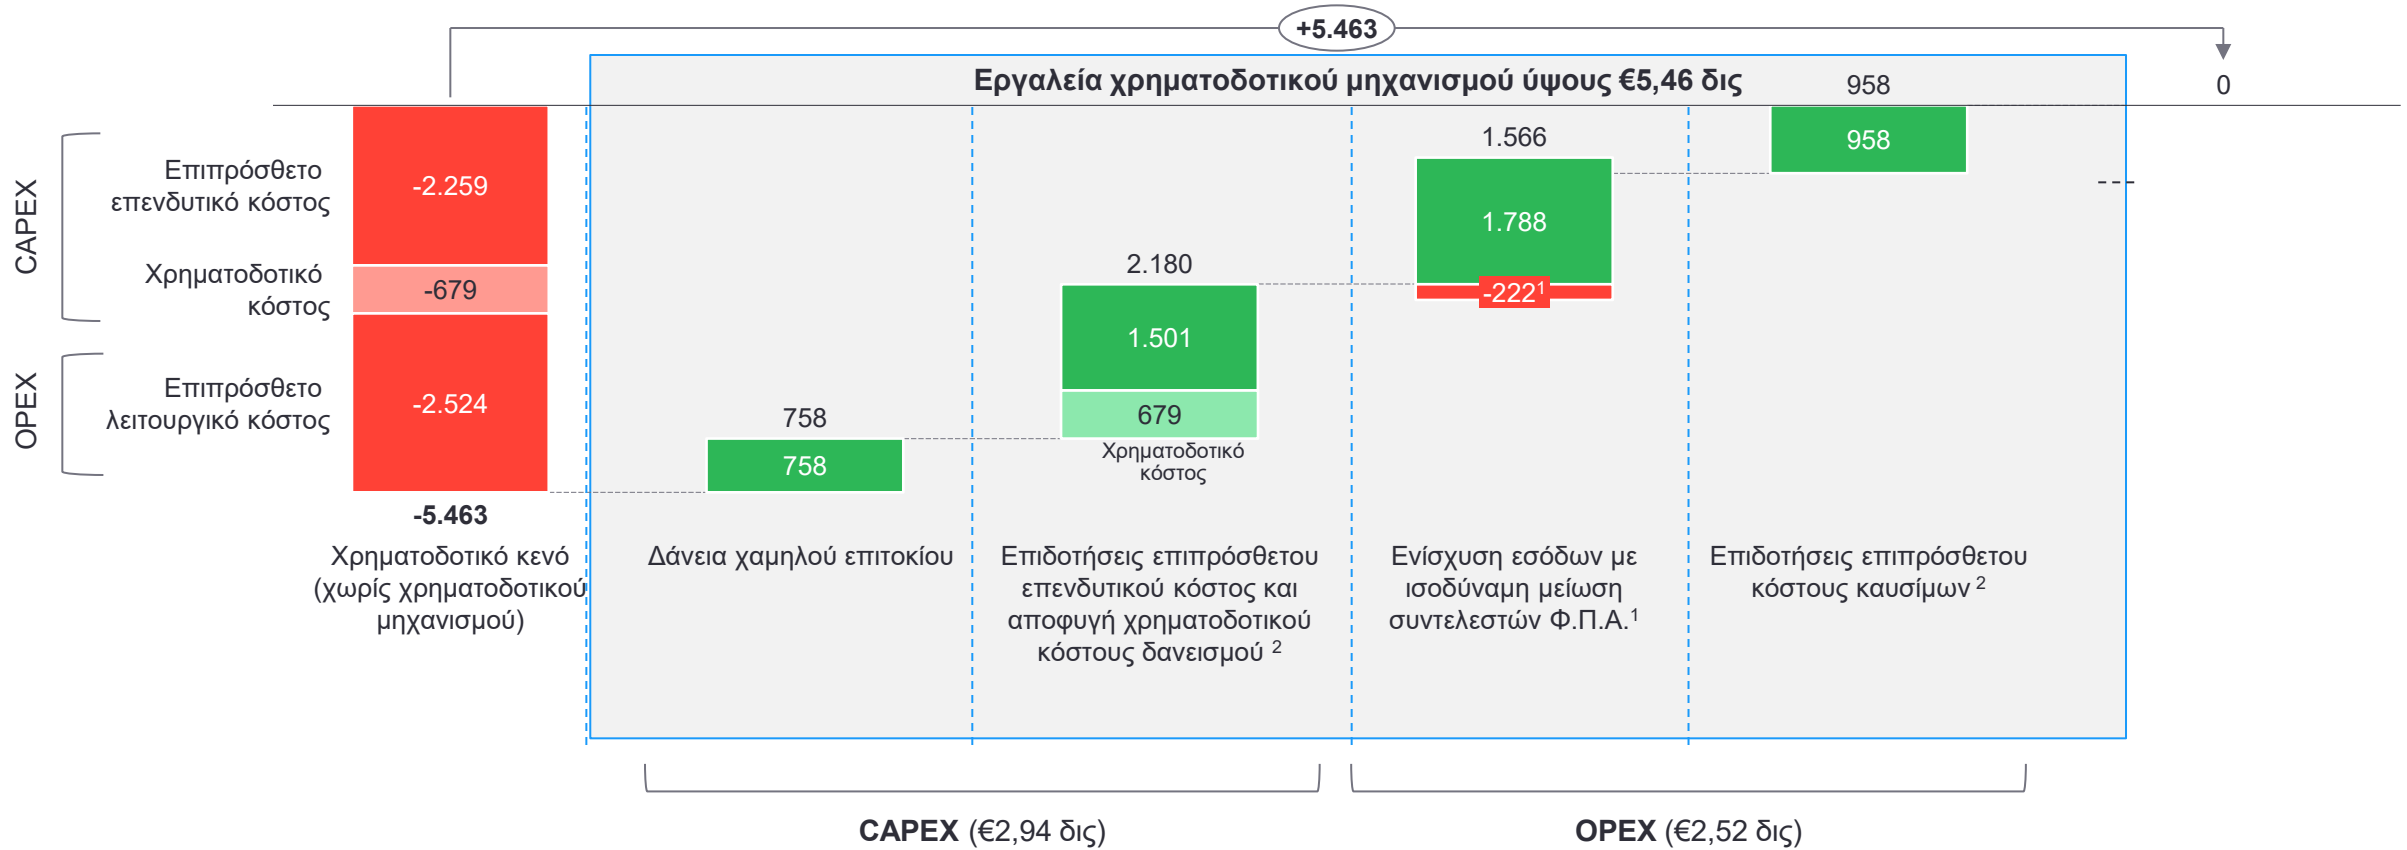 +5.463
Εργαλεία χρηματοδοτικού μηχανισμού ύψους €5,46 δις
958
0
CAPEX
Επιπρόσθετο
επενδυτικό κόστος
-2.259
Χρηματοδοτικό
κόστος
-679
OPEX
Επιπρόσθετο
λειτουργικό κόστος
-2.524
-5.463
758
758
2.180
1.501
679
Χρηματοδοτικό
κόστος
1.566
1.788
-222¹
958
Χρηματοδοτικό κενό
(χωρίς χρηματοδοτικού
μηχανισμού)
Δάνεια χαμηλού επιτοκίου
Επιδοτήσεις επιπρόσθετου
επενδυτικού κόστος και
αποφυγή χρηματοδοτικού
κόστους δανεισμού ²
Ενίσχυση εσόδων με
ισοδύναμη μείωση
συντελεστών Φ.Π.Α.¹
Επιδοτήσεις επιπρόσθετου
κόστους καυσίμων ²
CAPEX (€2,94 δις)
OPEX (€2,52 δις)